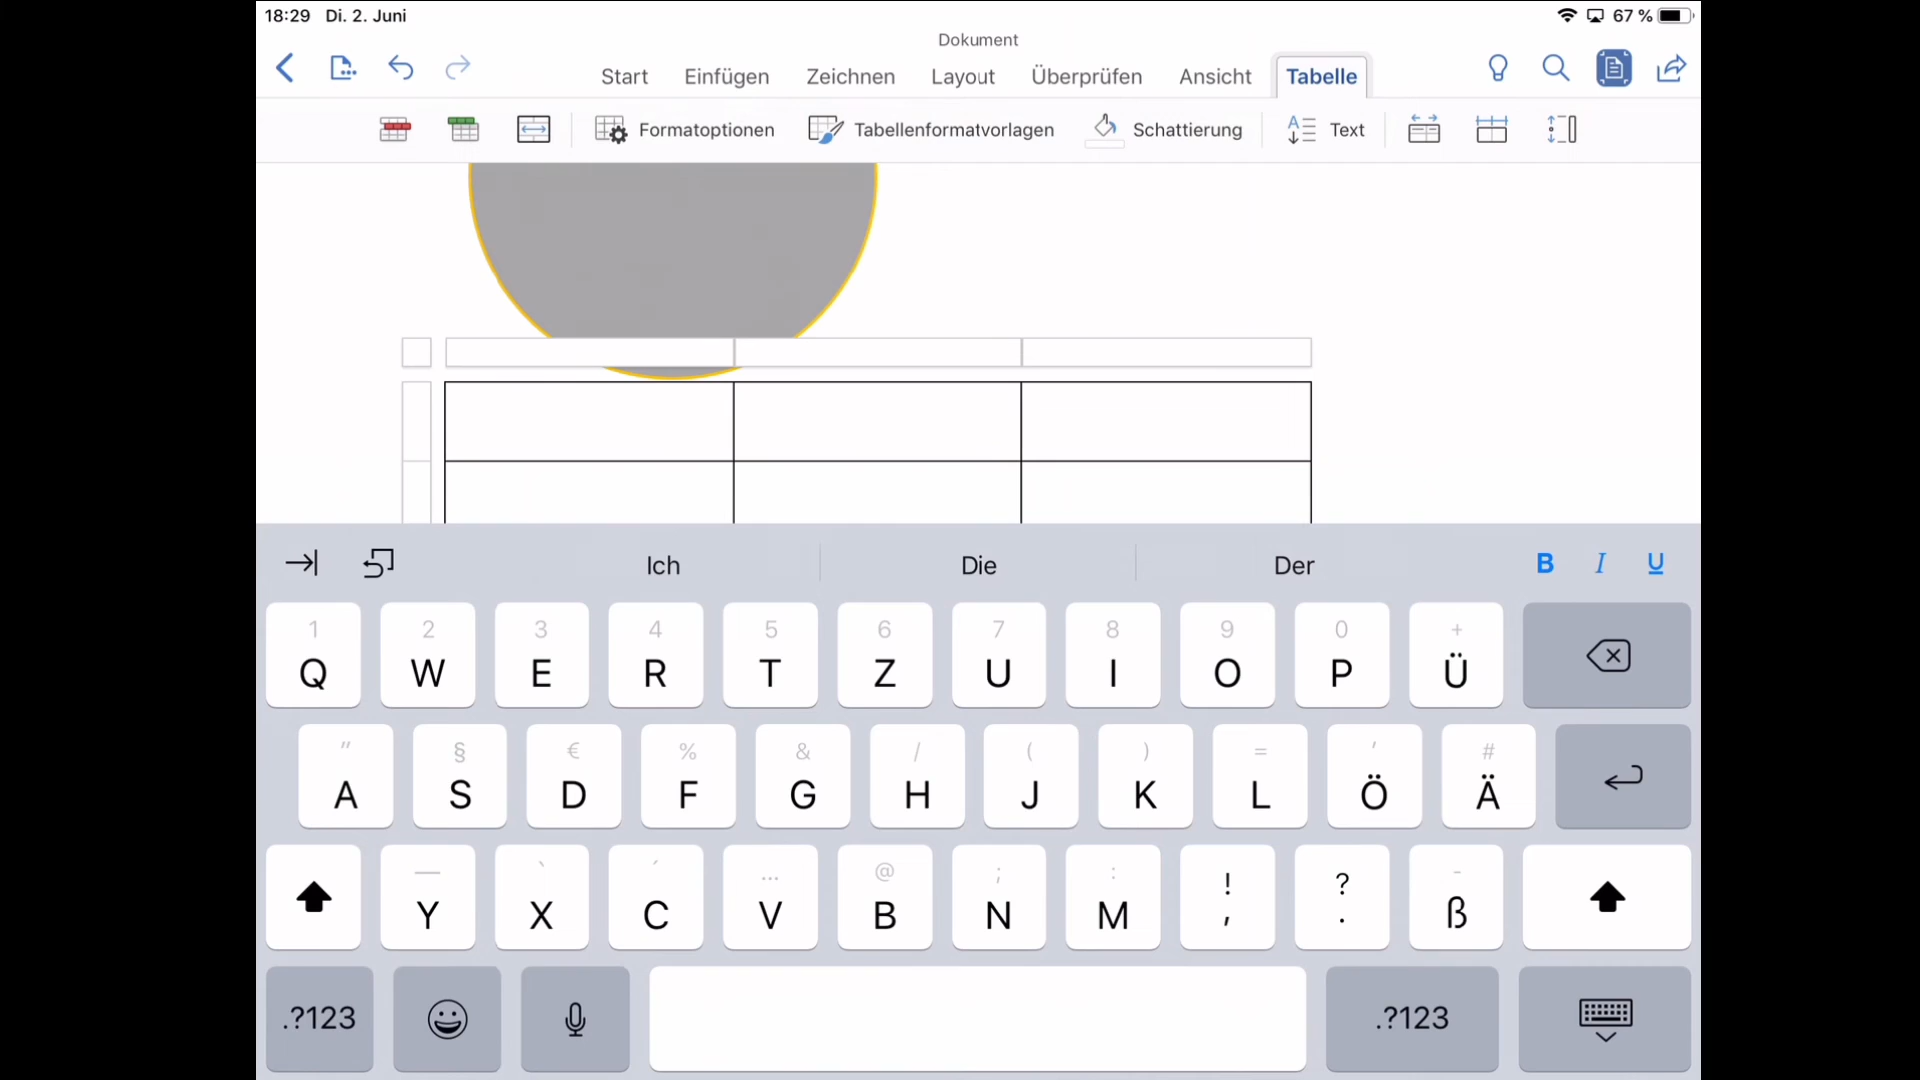 18:29 Di. 2. Juni 67 %
Dokument
Start Einfügen Zeichnen Layout Überprüfen Ansicht Tabelle
Formatoptionen Tabellenformatvorlagen Schattierung A Text
Ich Die Der B I U
1 2 3 4 5 6 7 8 9 0 +
Q W E R T Z U I O P Ü
" § € % & / ( ) = ' #
A S D F G H J K L Ö Ä
— ` ´ ... @ ; : ! ? -
Y X C V B N M , . ß
.?123 .?123